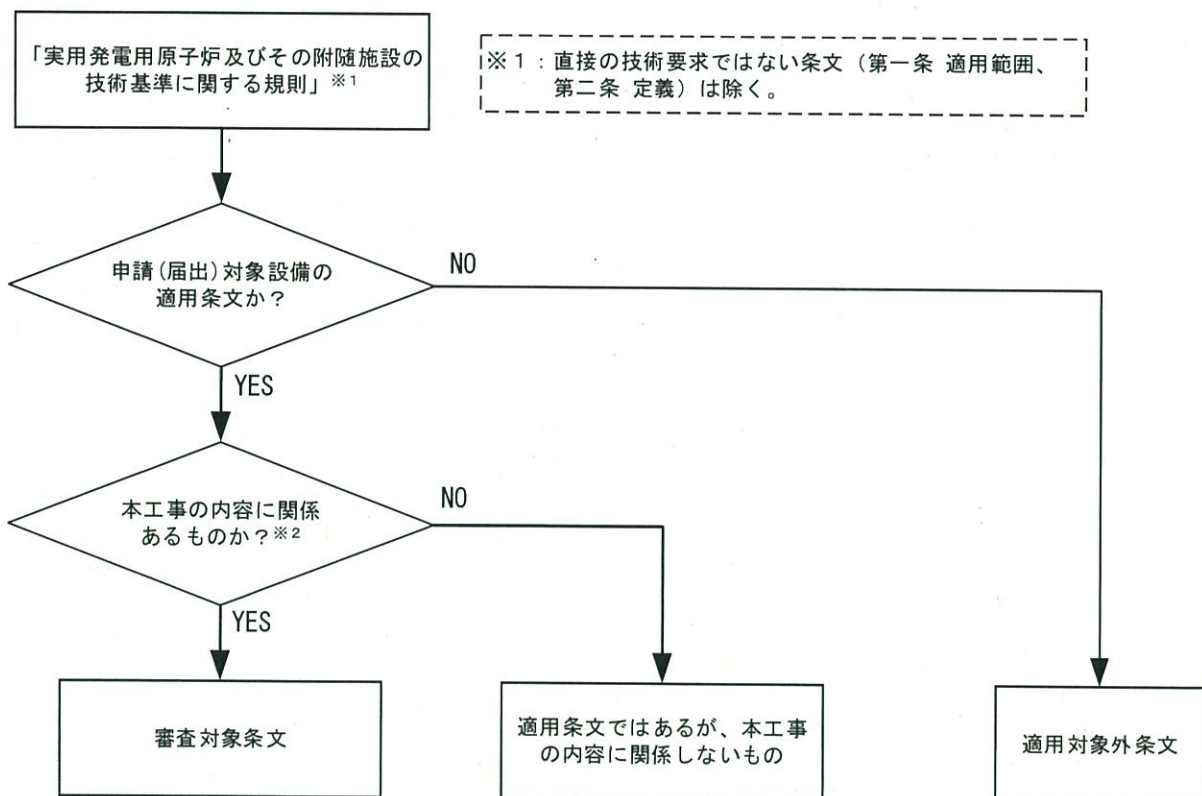 「実用発電用原子炉及びその附随施設の
技術基準に関する規則」※1
※1：直接の技術要求ではない条文（第一条 適用範囲、
第二条 定義）は除く。
申請(届出)対象設備の
適用条文か？
NO
YES
本工事の内容に関係
あるものか？※2
NO
YES
審査対象条文
適用条文ではあるが、本工事
の内容に関係しないもの
適用対象外条文